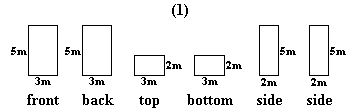 (1)
5m 5m 5m 5m
2m 2m
3m 3m 3m 3m 2m 2m
front back top bottom side side